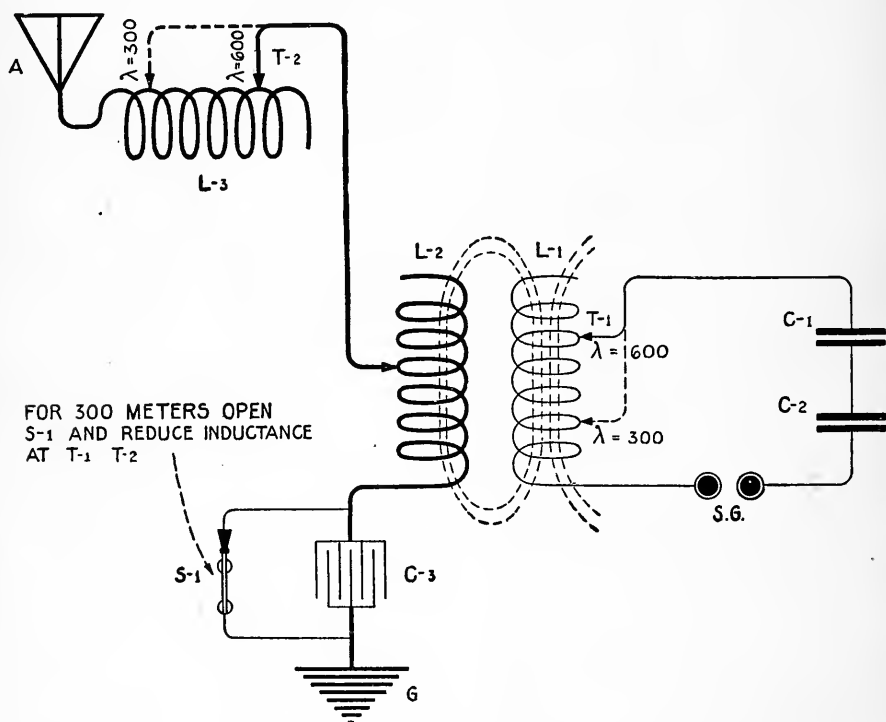 A
λ=300
λ=600
T-2
L-3
L-2
L-1
T-1
λ=600
λ=300
C-1
C-2
S.G.
FOR 300 METERS OPEN
S-1 AND REDUCE INDUCTANCE
AT T-1 T-2
S-1
C-3
G